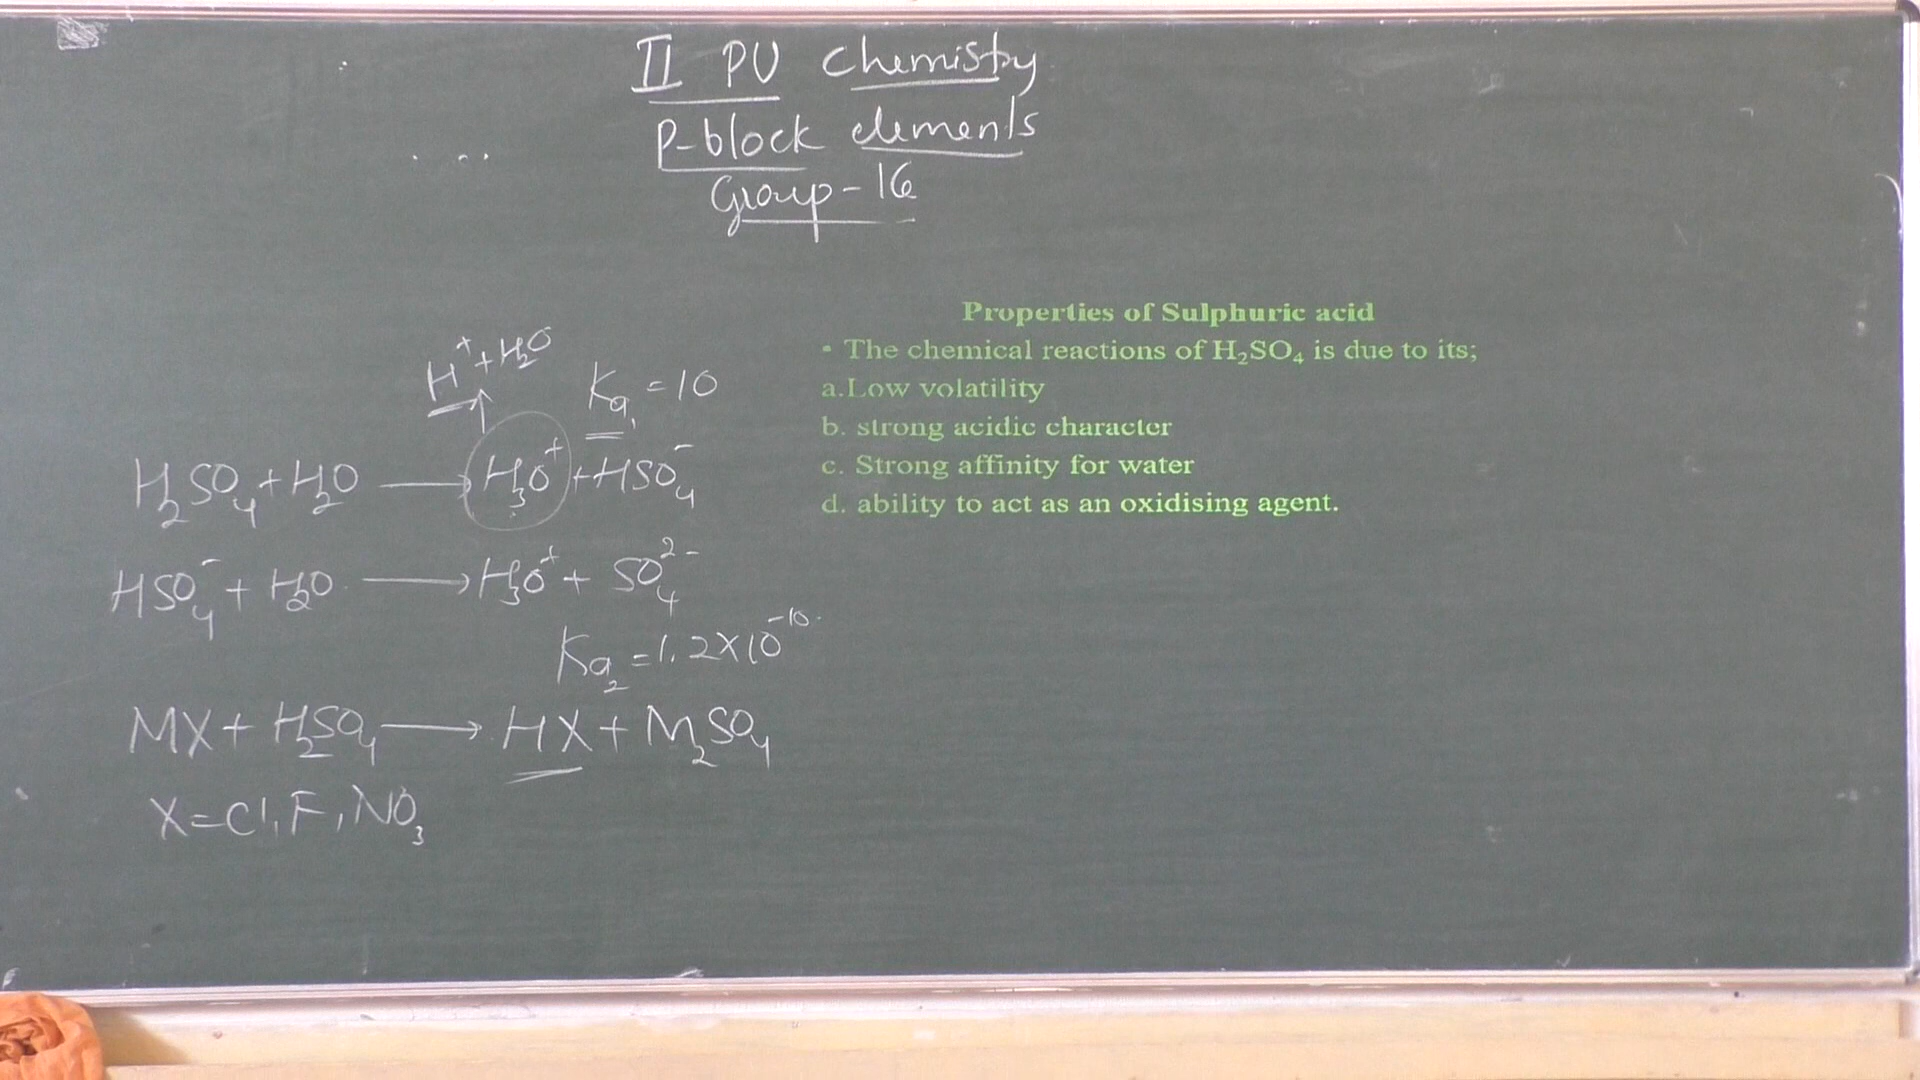 II PU Chemistry
P-block elements
Group-16
H⁺ + H₂O
Ka₁ = 10
H₂SO₄ + H₂O ⟶ H₃O⁺ + HSO₄⁻
HSO₄⁻ + H₂O ⟶ H₃O⁺ + SO₄²⁻
Ka₂ = 1.2×10⁻¹⁰
MX + H₂SO₄ ⟶ HX + M₂SO₄
X = Cl, F, NO₃
Properties of Sulphuric acid
• The chemical reactions of H₂SO₄ is due to its;
a.Low volatility
b. strong acidic character
c. Strong affinity for water
d. ability to act as an oxidising agent.